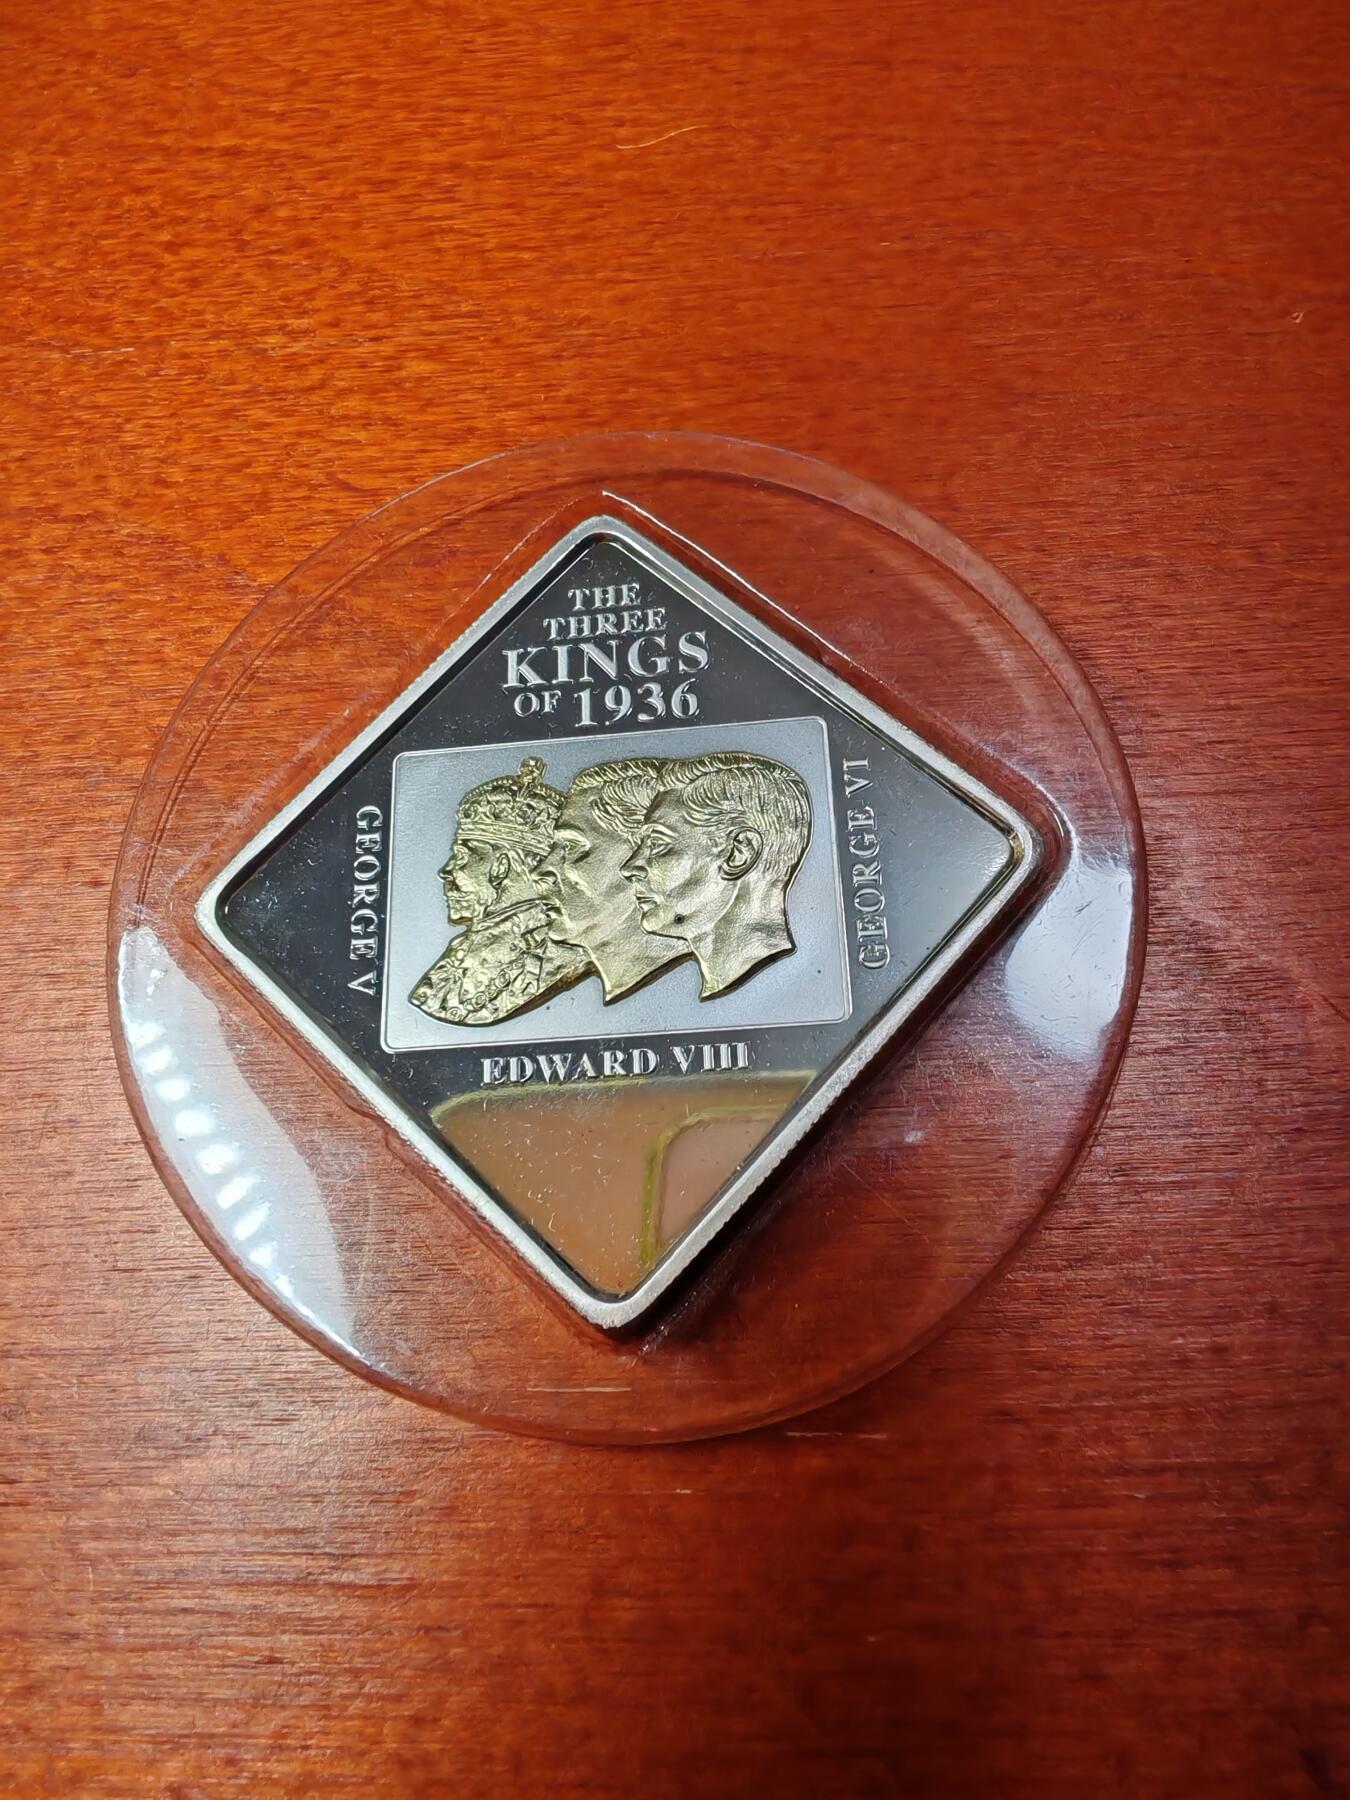 THE
THREE
KINGS
OF 1936
GEORGE V
GEORGE VI
EDWARD VIII